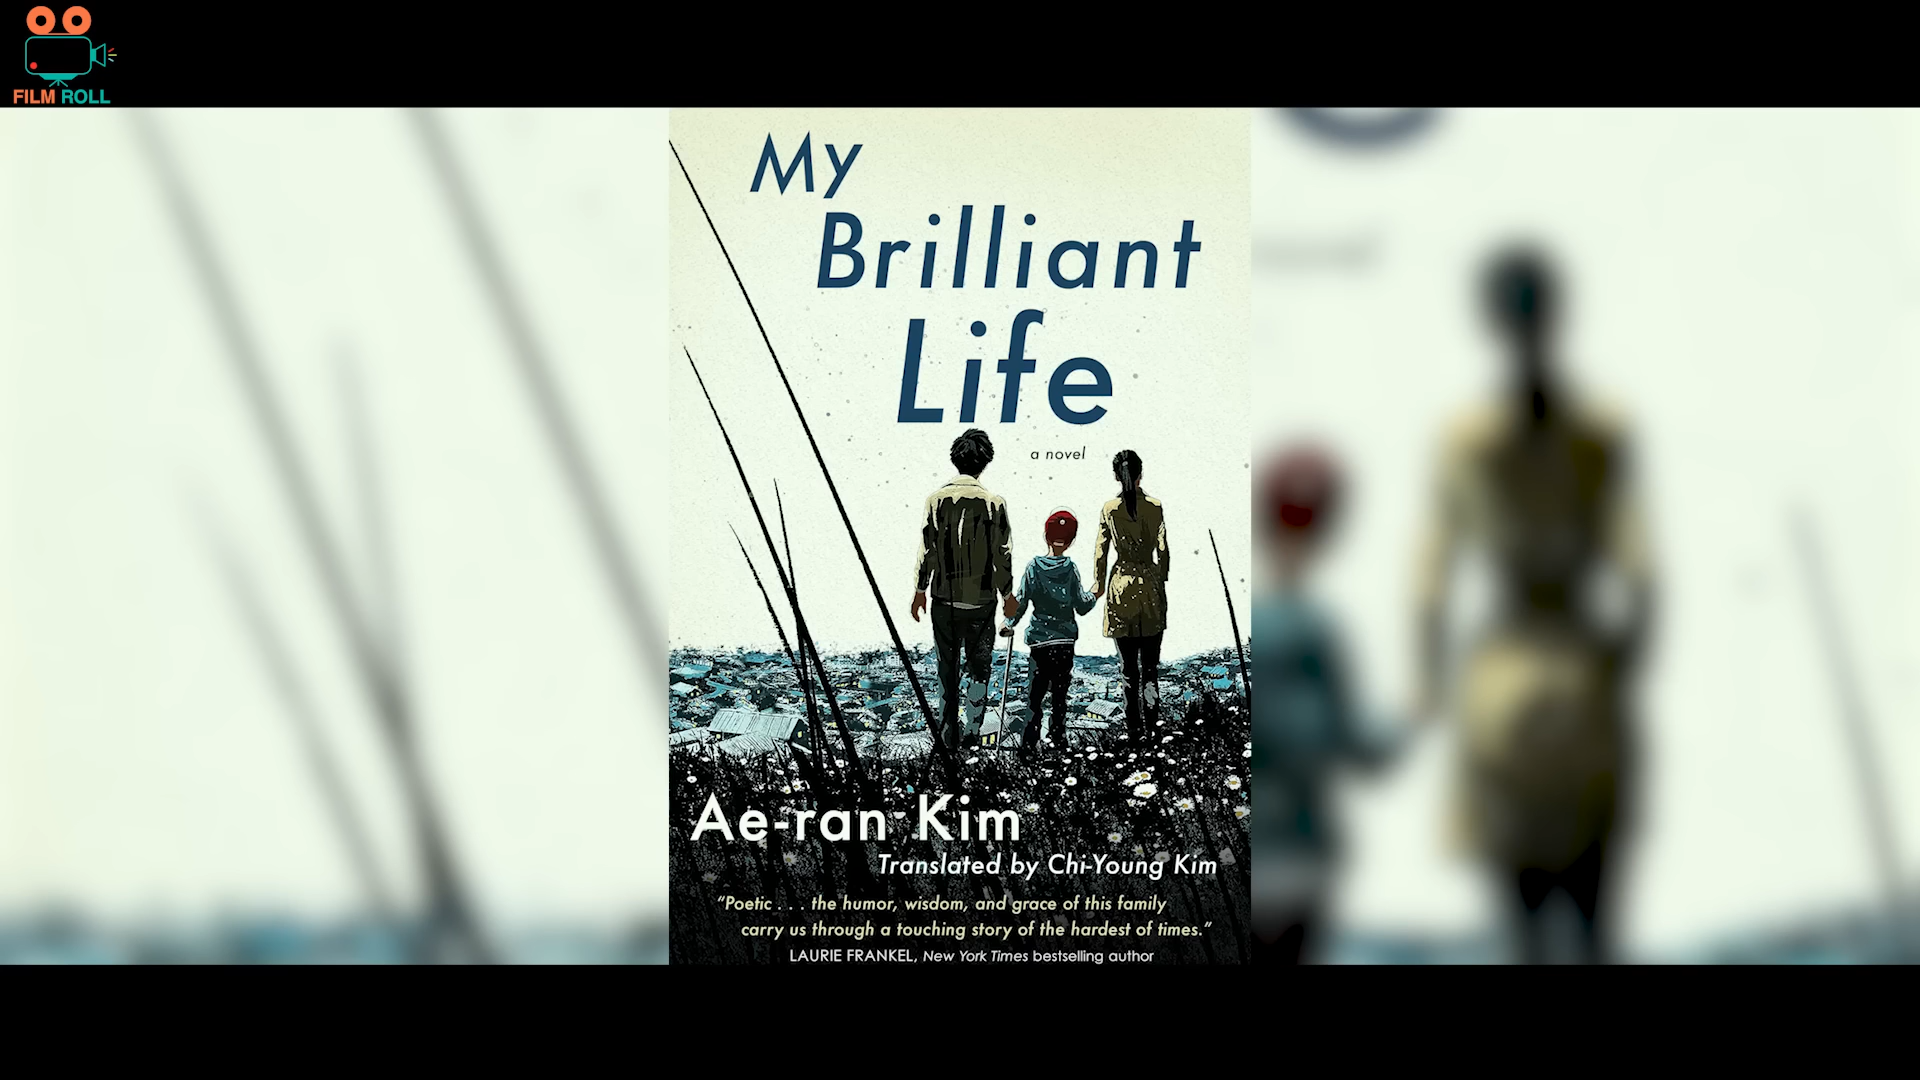 FILM ROLL
My
Brilliant
Life
a novel
Ae-ran Kim
Translated by Chi-Young Kim
“Poetic . . . the humor, wisdom, and grace of this family
carry us through a touching story of the hardest of times.”
LAURIE FRANKEL, New York Times bestselling author